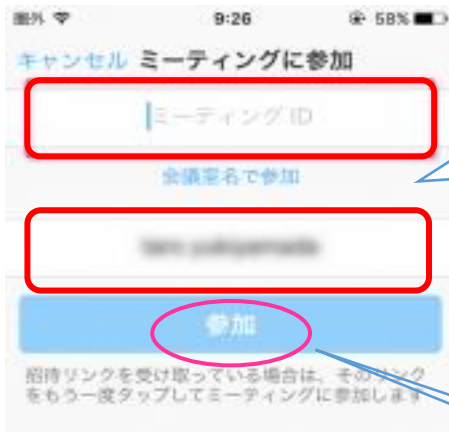 圏外 9:26 58%
キャンセル ミーティングに参加
ミーティング ID
会議室名で参加
参加
招待リンクを受け取っている場合は、そのリンク
をもう一度タップしてミーティングに参加します